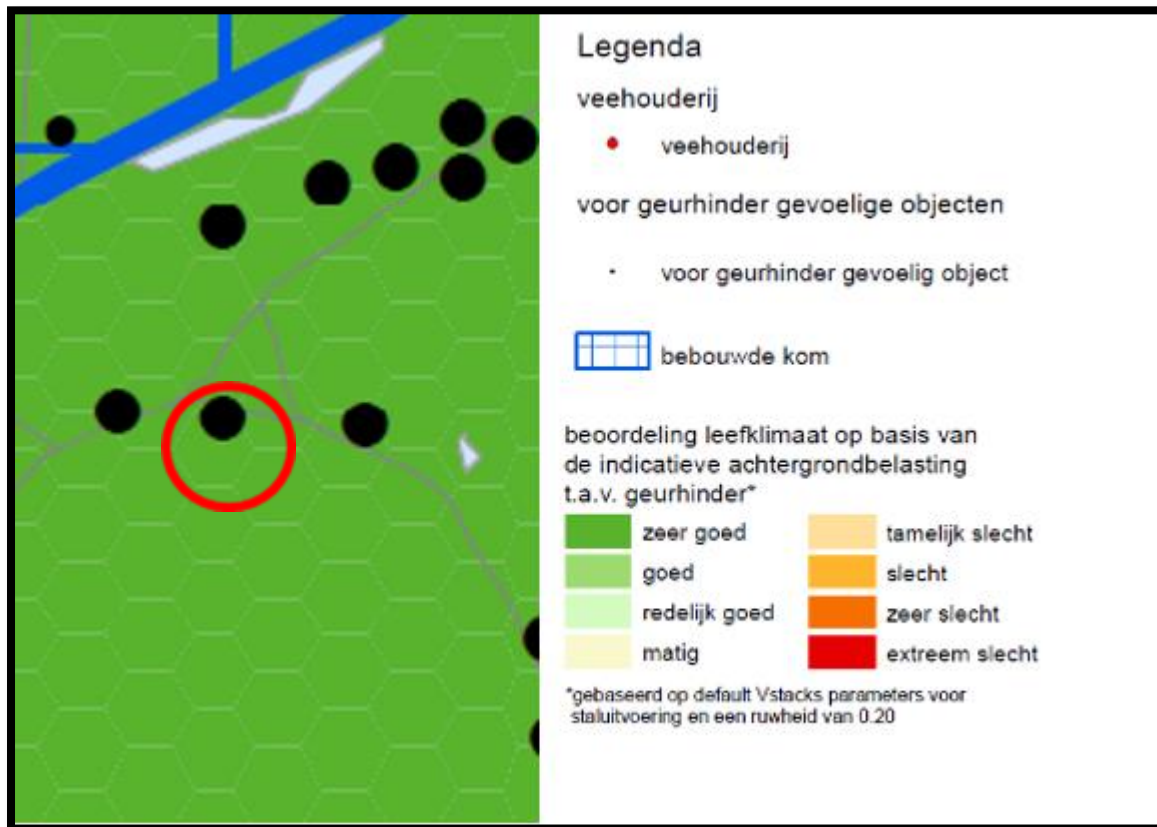 Legenda
veehouderij
veehouderij
voor geurhinder gevoelige objecten
voor geurhinder gevoelig object
bebouwde kom
beoordeling leefklimaat op basis van
de indicatieve achtergrondbelasting
t.a.v. geurhinder*
zeer goed
goed
redelijk goed
matig
tamelijk slecht
slecht
zeer slecht
extreem slecht
*gebaseerd op default Vstacks parameters voor
staluitvoering en een ruwheid van 0.20